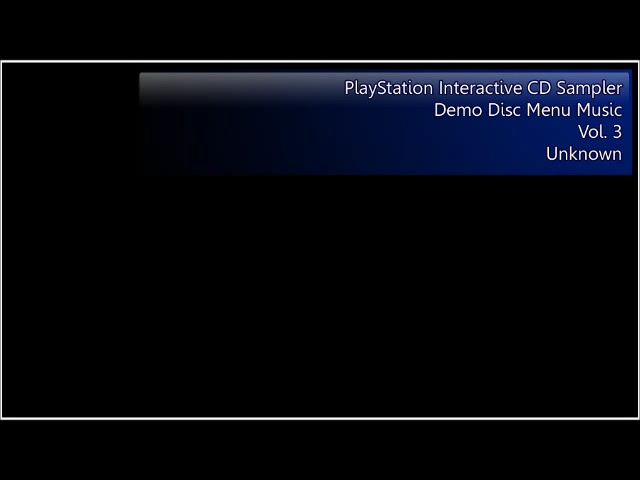 PlayStation Interactive CD Sampler
Demo Disc Menu Music
Vol. 3
Unknown